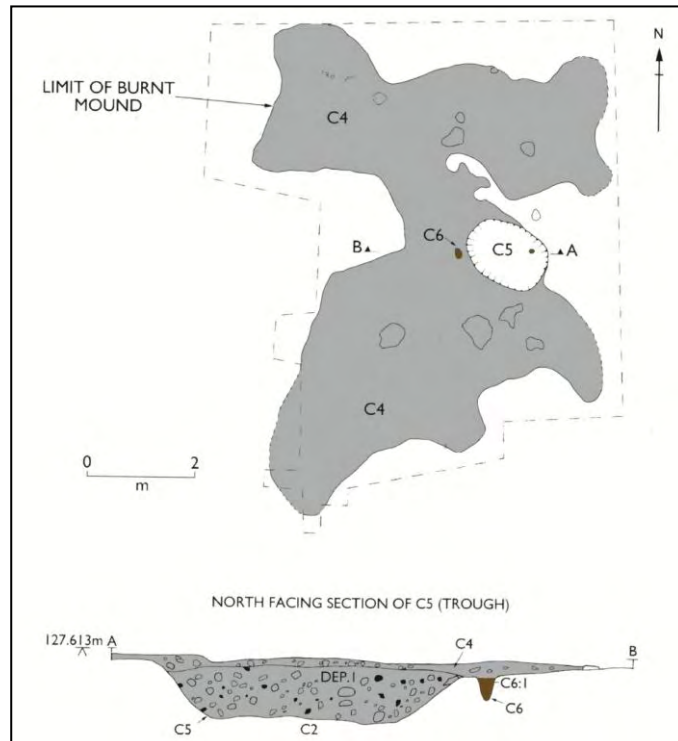 N
LIMIT OF BURNT
MOUND
C4
C6
B
C5
A
C4
0 2
m
NORTH FACING SECTION OF C5 (TROUGH)
127.613m A
C4
B
DEP.1
C6:1
C5
C2
C6